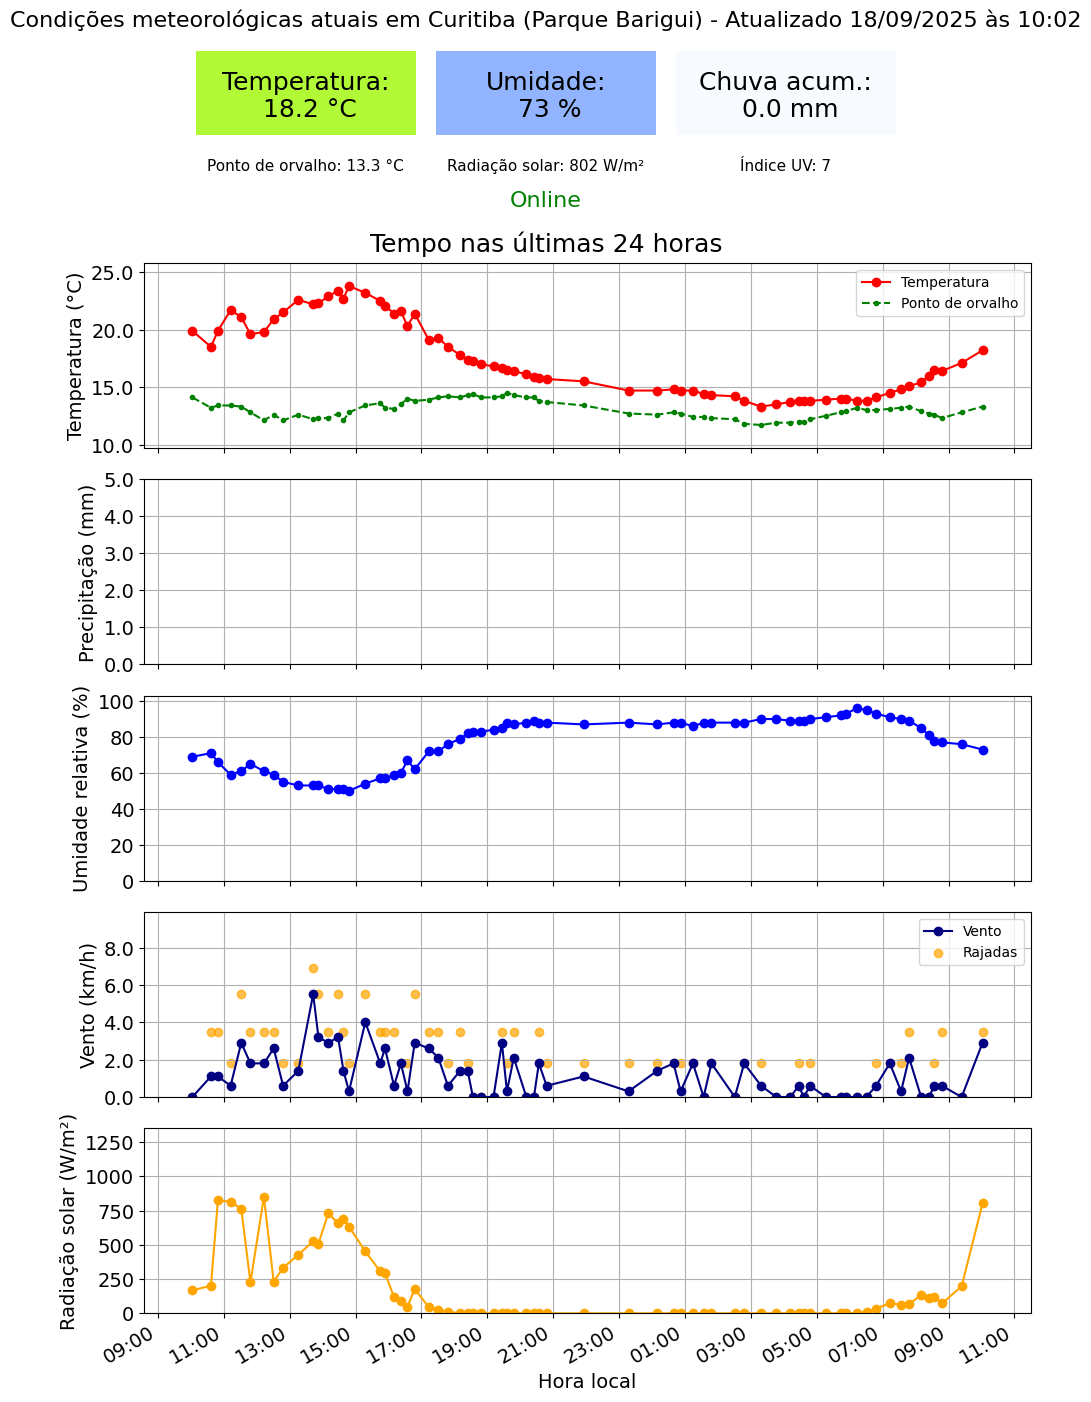 Condições meteorológicas atuais em Curitiba (Parque Barigui) - Atualizado 18/09/2025 às 10:02
Temperatura:
18.2 °C
Umidade:
73 %
Chuva acum.:
0.0 mm
Ponto de orvalho: 13.3 °C
Radiação solar: 802 W/m²
Índice UV: 7
Online
Tempo nas últimas 24 horas
Temperatura (°C)
25.0
20.0
15.0
10.0
Temperatura
Ponto de orvalho
Precipitação (mm)
5.0
4.0
3.0
2.0
1.0
0.0
Umidade relativa (%)
100
80
60
40
20
0
Vento (km/h)
8.0
6.0
4.0
2.0
0.0
Vento
Rajadas
Radiação solar (W/m²)
1250
1000
750
500
250
0
09:00
11:00
13:00
15:00
17:00
19:00
21:00
23:00
01:00
03:00
05:00
07:00
09:00
11:00
Hora local